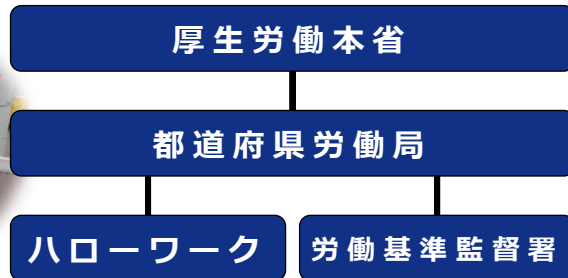 厚生労働本省
都道府県労働局
ハローワーク
労働基準監督署